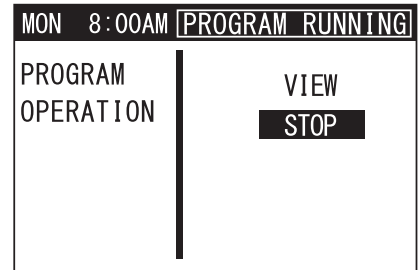 MON 8:00AM PROGRAM RUNNING
PROGRAM
OPERATION
VIEW
STOP